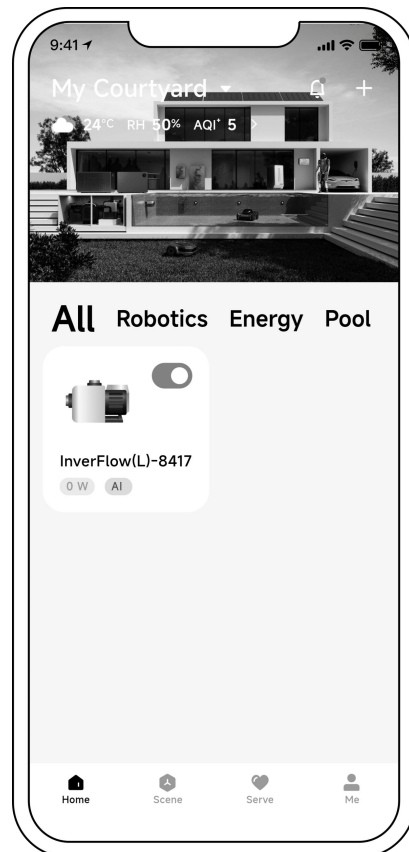 9:41
My Courtyard
24°C RH 50% AQI⁺ 5 >
All Robotics Energy Pool
InverFlow(L)-8417
0 W AI
Home Scene Serve Me